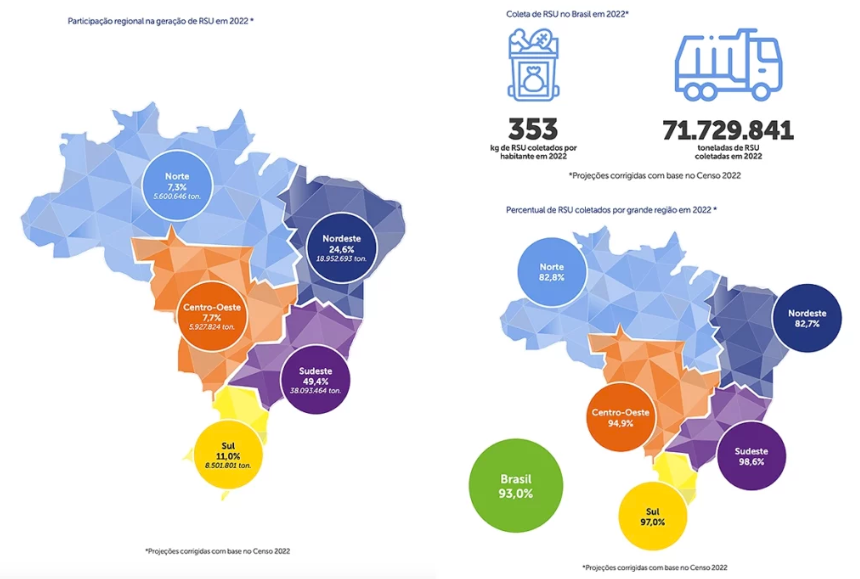 Participação regional na geração de RSU em 2022 *
Norte
7,3%
5.600.646 ton.
Nordeste
24,6%
18.952.693 ton.
Centro-Oeste
7,7%
5.927.824 ton.
Sudeste
49,4%
38.093.464 ton.
Sul
11,0%
8.501.801 ton.
*Projeções corrigidas com base no Censo 2022
Coleta de RSU no Brasil em 2022*
353
kg de RSU coletados por
habitante em 2022
71.729.841
toneladas de RSU
coletadas em 2022
*Projeções corrigidas com base no Censo 2022
Percentual de RSU coletados por grande região em 2022 *
Norte
82,8%
Nordeste
82,7%
Centro-Oeste
94,9%
Sudeste
98,6%
Brasil
93,0%
Sul
97,0%
*Projeções corrigidas com base no Censo 2022